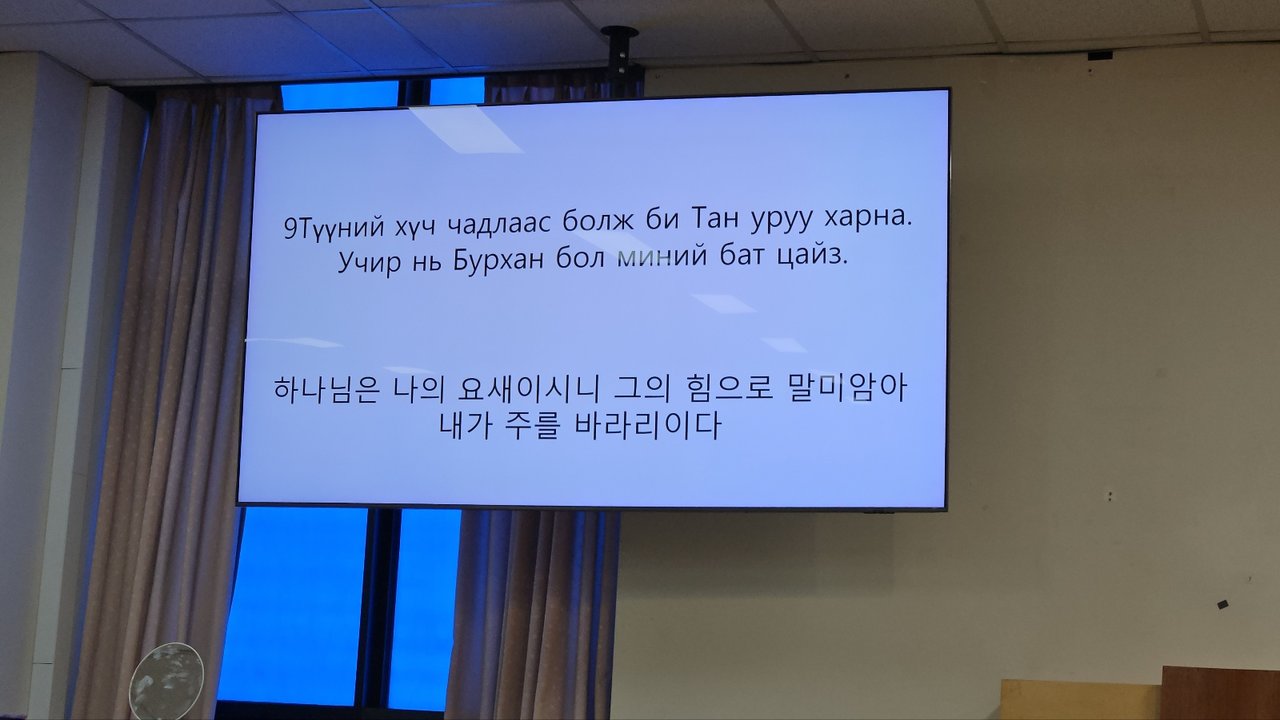 9Түүний хүч чадлаас болж би Тан уруу харна.
Учир нь Бурхан бол миний бат цайз.
하나님은 나의 요새이시니 그의 힘으로 말미암아
내가 주를 바라리이다